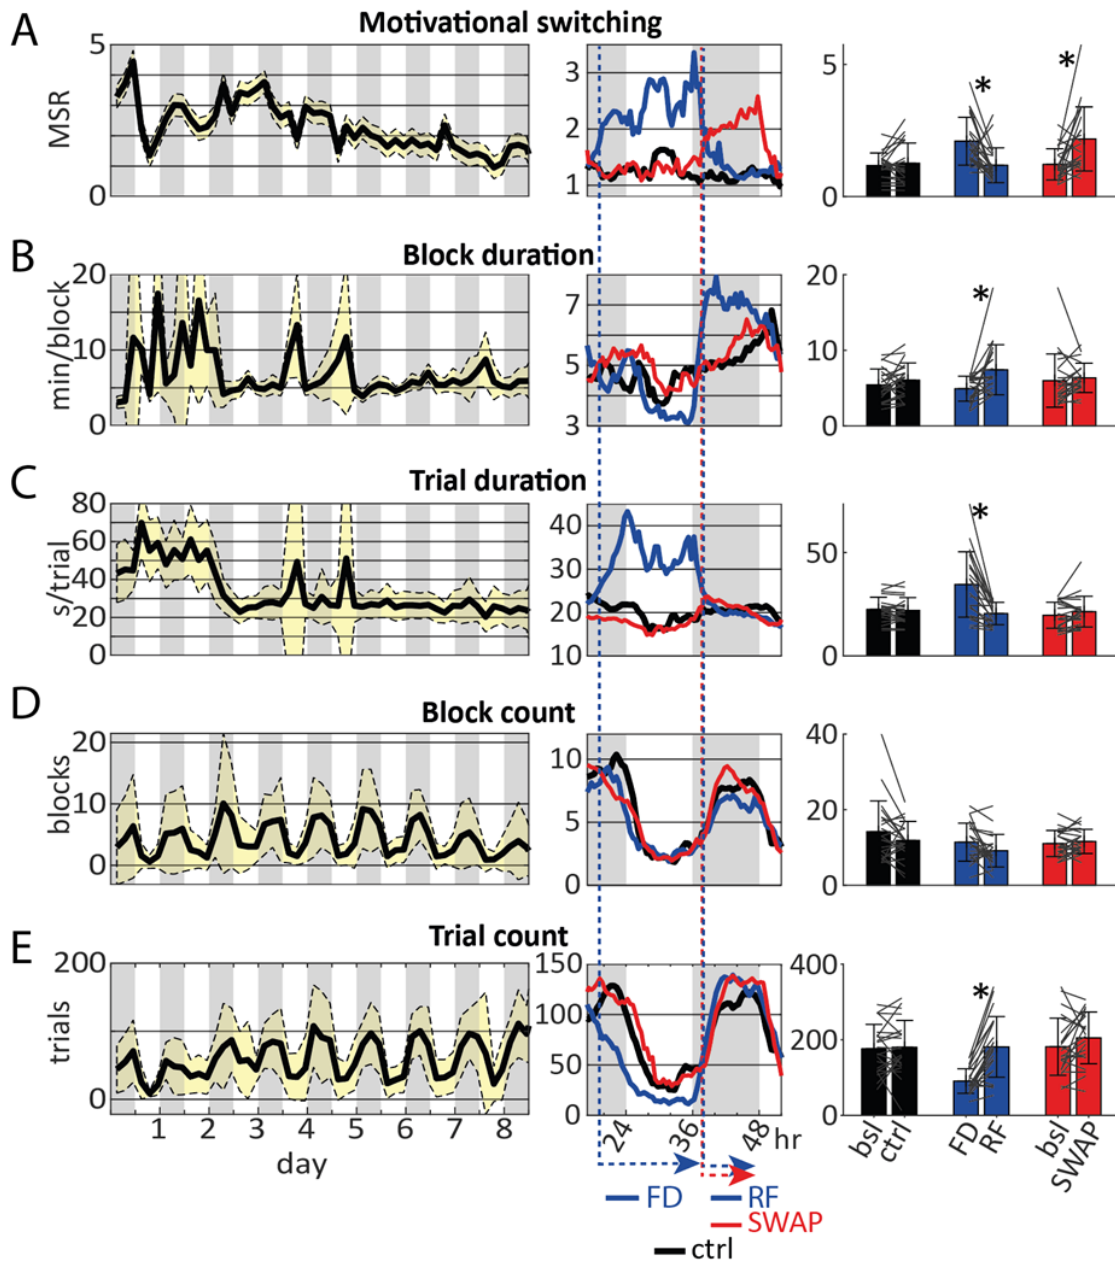 A
Motivational switching
MSR
5
0
3
2
1
5
0
*
*
B
Block duration
min/block
20
10
0
7
5
3
20
10
0
*
C
Trial duration
s/trial
80
60
40
20
0
40
30
20
10
50
0
*
D
Block count
blocks
20
10
0
10
5
0
40
20
0
E
Trial count
trials
200
100
0
150
100
50
0
400
200
0
*
1 2 3 4 5 6 7 8
day
24 36 48 hr
bsl ctrl FD RF bsl SWAP
FD
RF
SWAP
ctrl